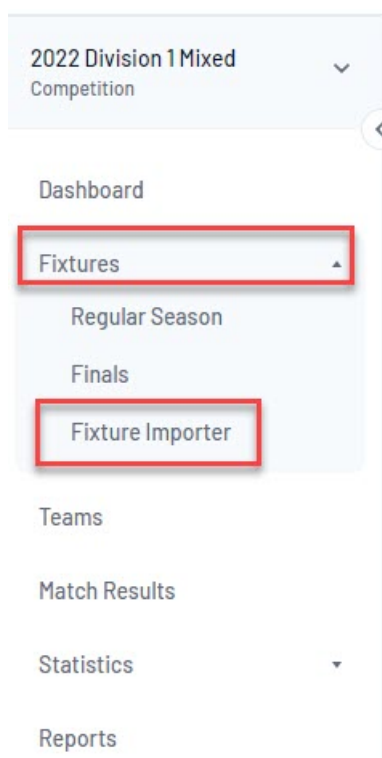 2022 Division 1 Mixed
Competition
Dashboard
Fixtures
Regular Season
Finals
Fixture Importer
Teams
Match Results
Statistics
Reports